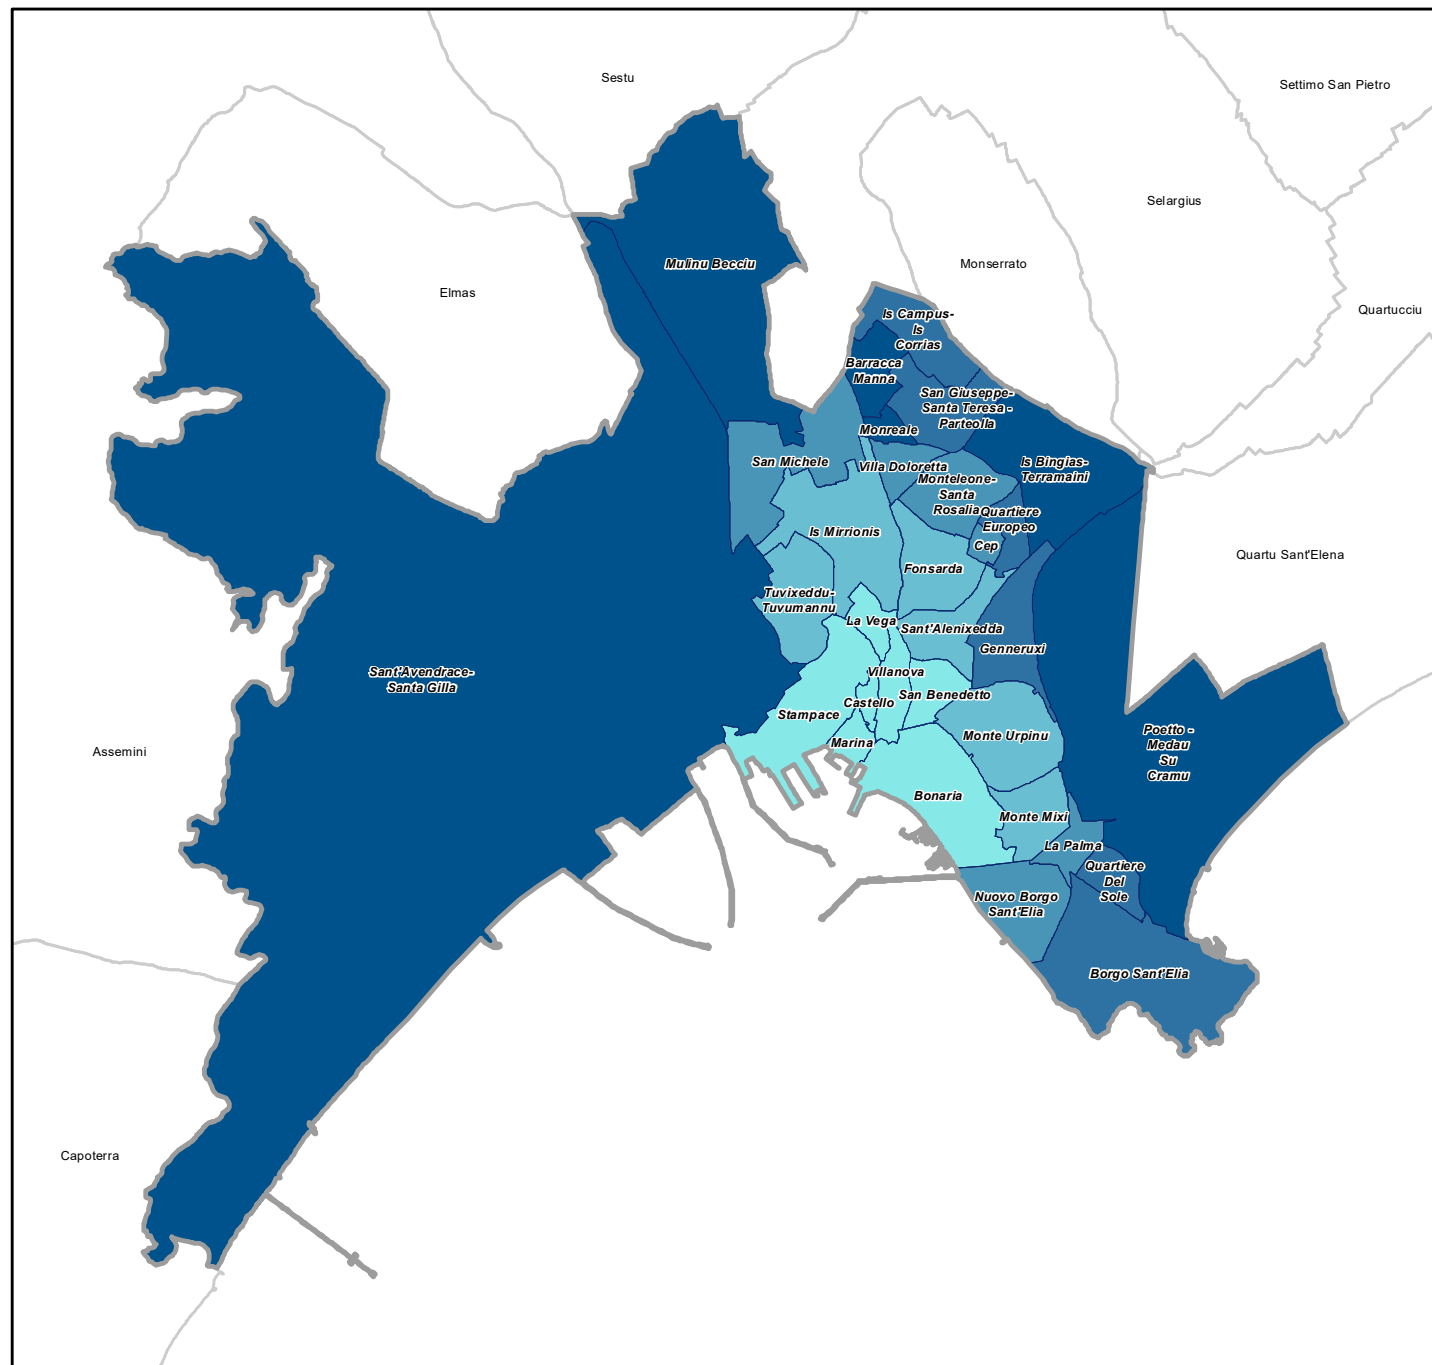 Sestu
Settimo San Pietro
Selargius
Mulinu Becciu
Monserrato
Elmas
Quartucciu
Is Campus-
Is
Corrias
Barracca
Manna
San Giuseppe-
Santa Teresa -
Parteolla
Monreale
San Michele
Villa Doloretta
Is Bingias-
Terramaini
Monteleone-
Santa
Rosalia
Quartiere
Europeo
Is Mirrionis
Cep
Quartu Sant'Elena
Fonsarda
Tuvixeddu-
Tuvumannu
La Vega
Sant'Alenixedda
Genneruxi
Sant'Avendrace-
Santa Gilla
Villanova
San Benedetto
Castello
Stampace
Marina
Monte Urpinu
Poetto -
Medau
Su
Cramu
Assemini
Bonaria
Monte Mixi
La Palma
Quartiere
Del
Sole
Nuovo Borgo
Sant'Elia
Borgo Sant'Elia
Capoterra